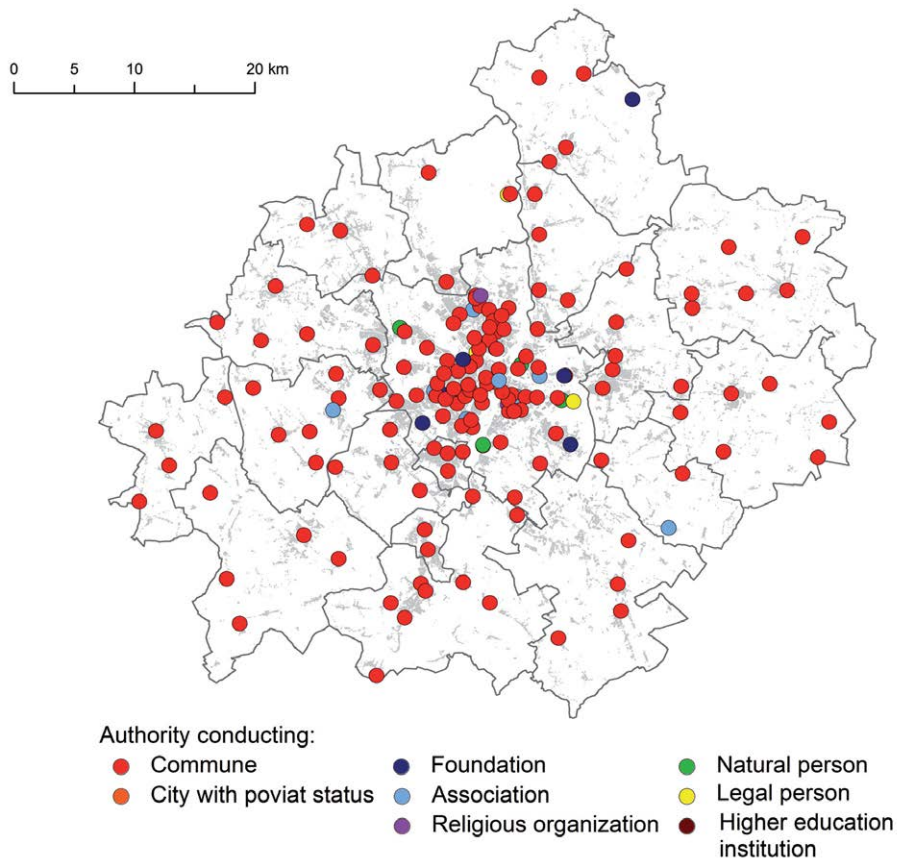 0 5 10 20 km
Authority conducting:
Commune
City with poviat status
Foundation
Association
Religious organization
Natural person
Legal person
Higher education
institution